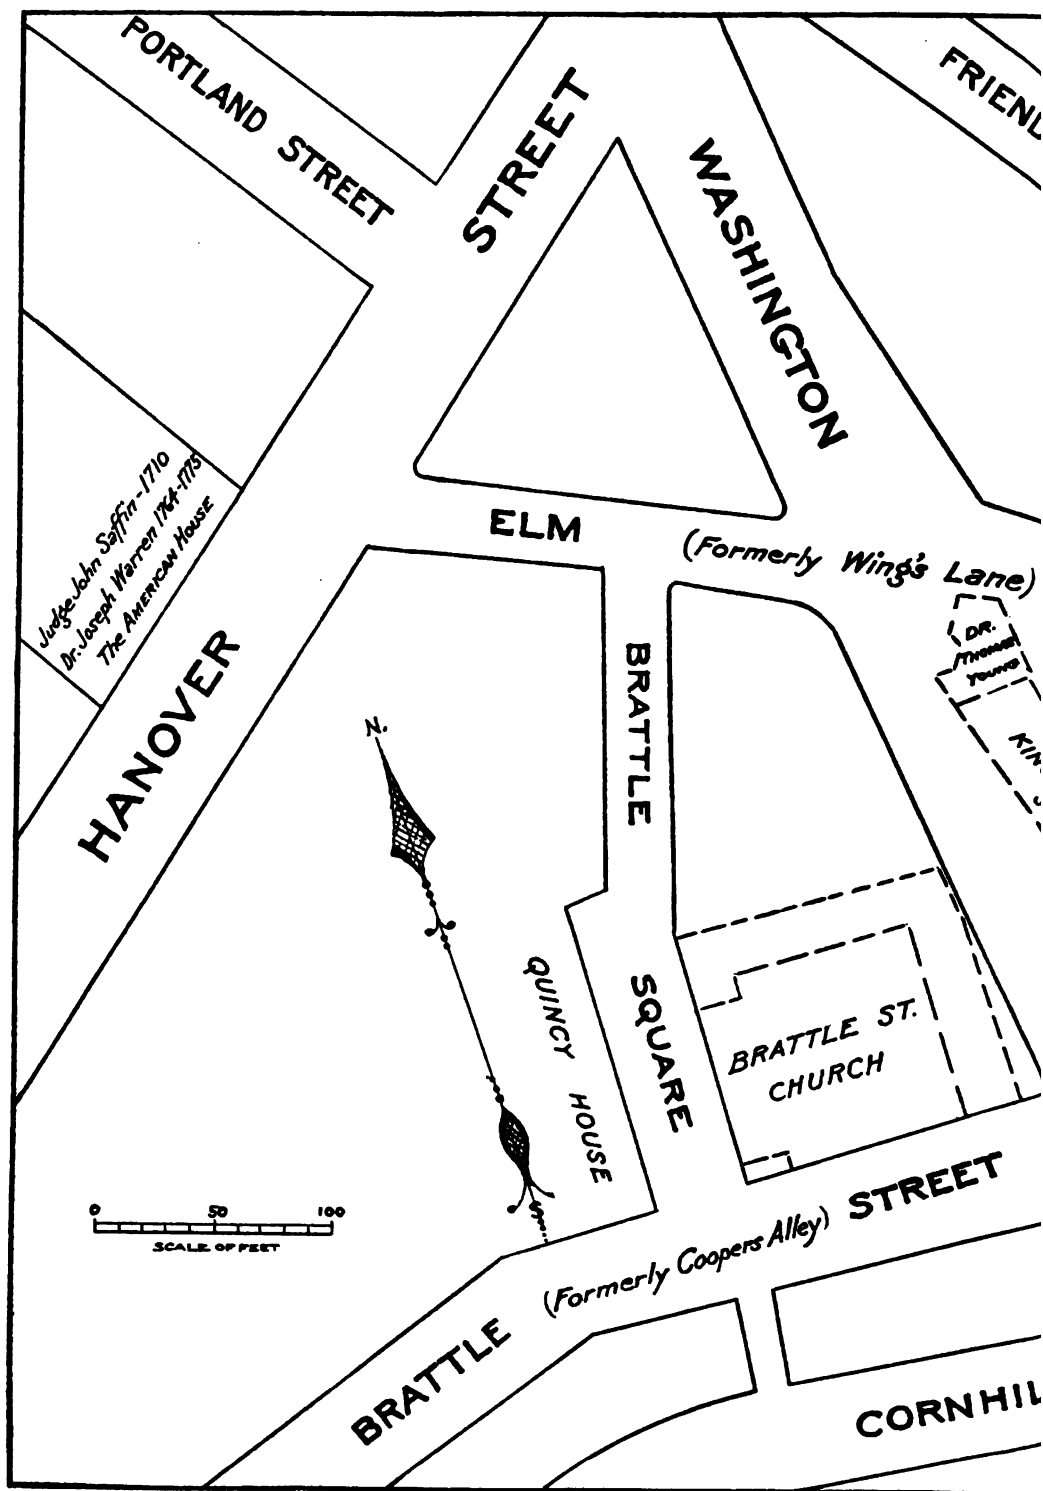 PORTLAND STREET
FRIEND
HANOVER STREET
WASHINGTON
Judge John Saffin-1710
Dr. Joseph Warren 1764-1775
The AMERICAN HOUSE
ELM
(Formerly Wing's Lane)
DR.
THOMAS
YOUNG
BRATTLE SQUARE
N.
S.
QUINCY HOUSE
BRATTLE ST.
CHURCH
0 50 100
SCALE OF FEET
BRATTLE STREET
(Formerly Coopers Alley)
CORNHIL